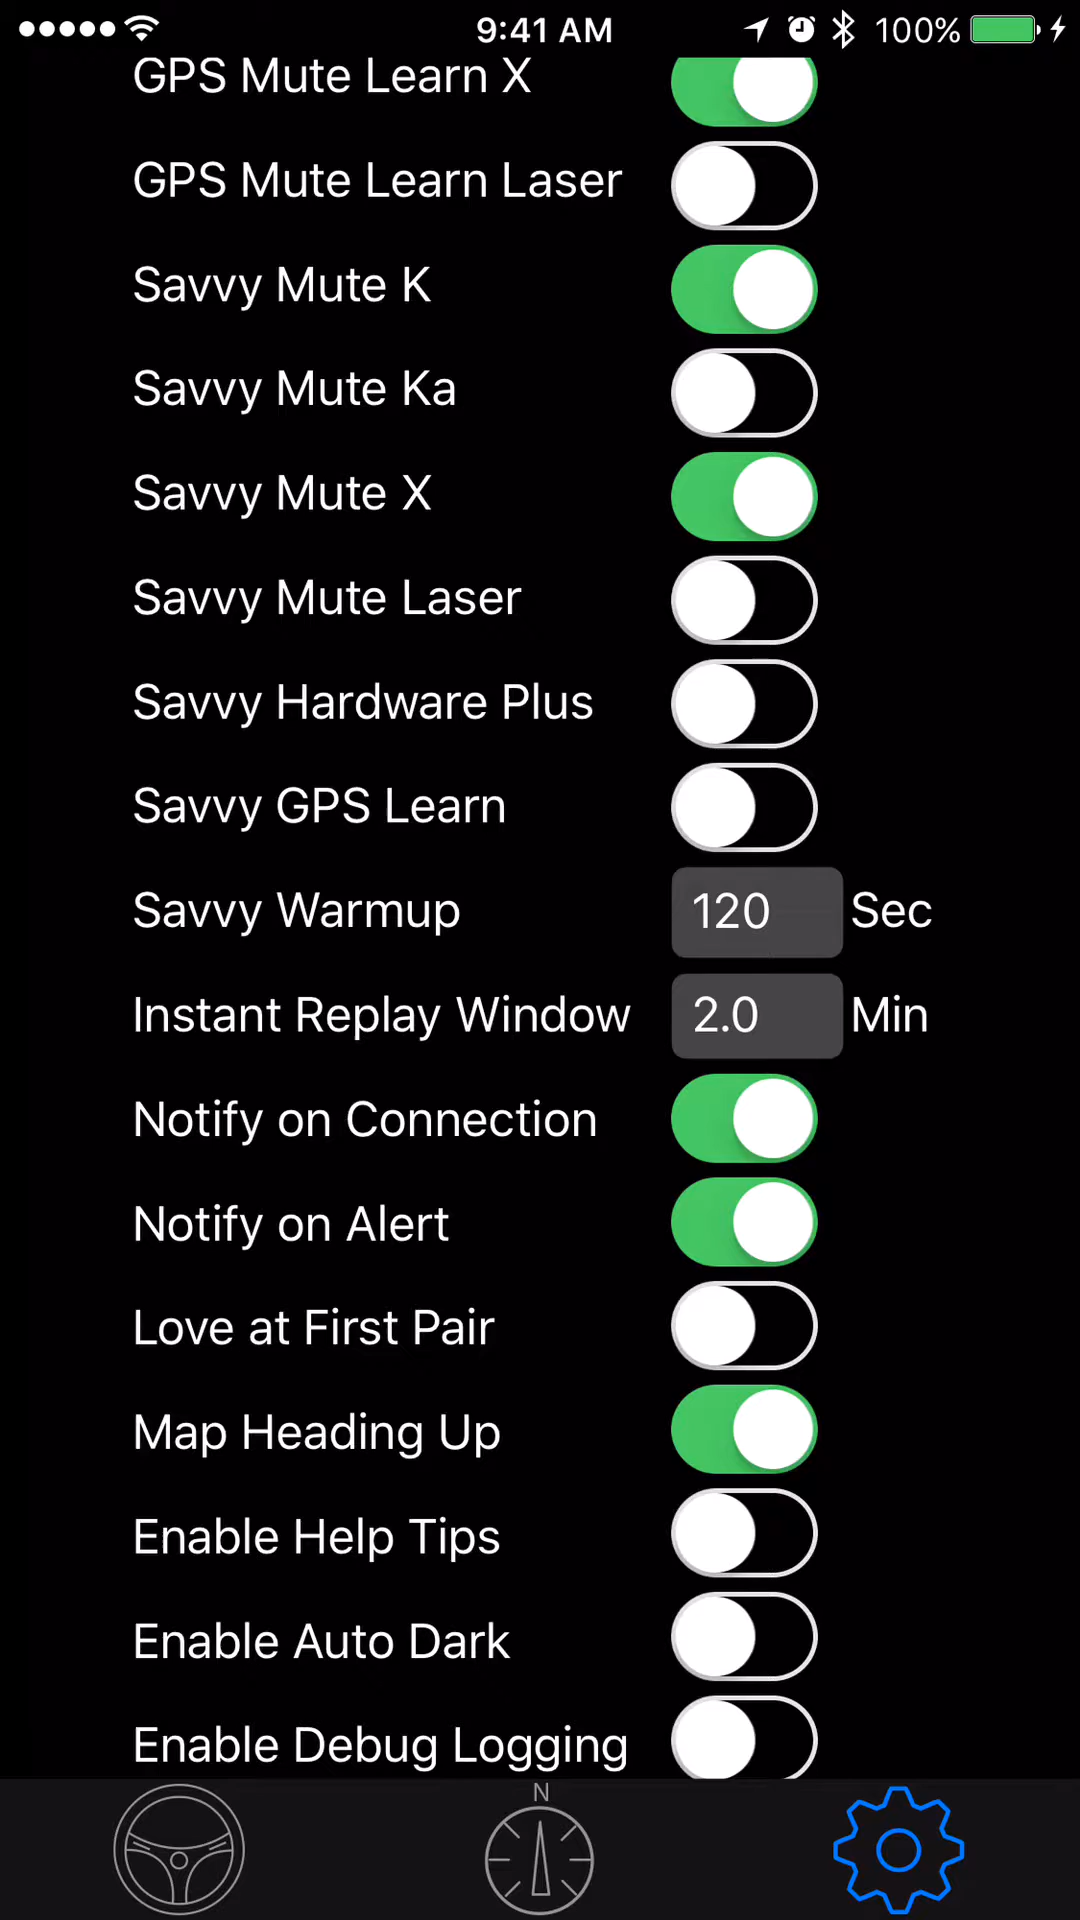 9:41 AM 100%
GPS Mute Learn X
GPS Mute Learn Laser
Savvy Mute K
Savvy Mute Ka
Savvy Mute X
Savvy Mute Laser
Savvy Hardware Plus
Savvy GPS Learn
Savvy Warmup 120 Sec
Instant Replay Window 2.0 Min
Notify on Connection
Notify on Alert
Love at First Pair
Map Heading Up
Enable Help Tips
Enable Auto Dark
Enable Debug Logging
N